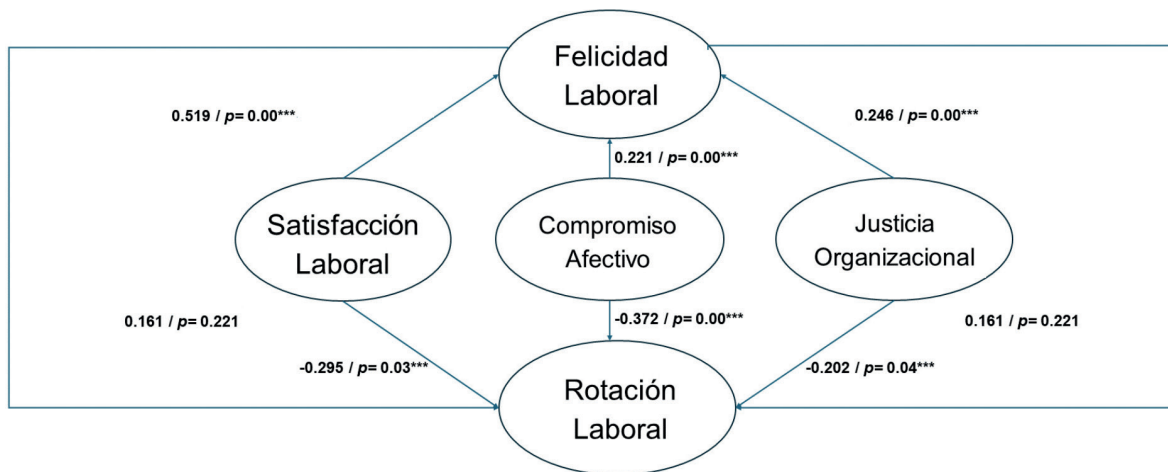 Felicidad
Laboral
0.519 / p= 0.00***
0.246 / p= 0.00***
0.221 / p= 0.00***
Satisfacción
Laboral
Compromiso
Afectivo
Justicia
Organizacional
0.161 / p= 0.221
-0.372 / p= 0.00***
0.161 / p= 0.221
-0.295 / p= 0.03***
-0.202 / p= 0.04***
Rotación
Laboral